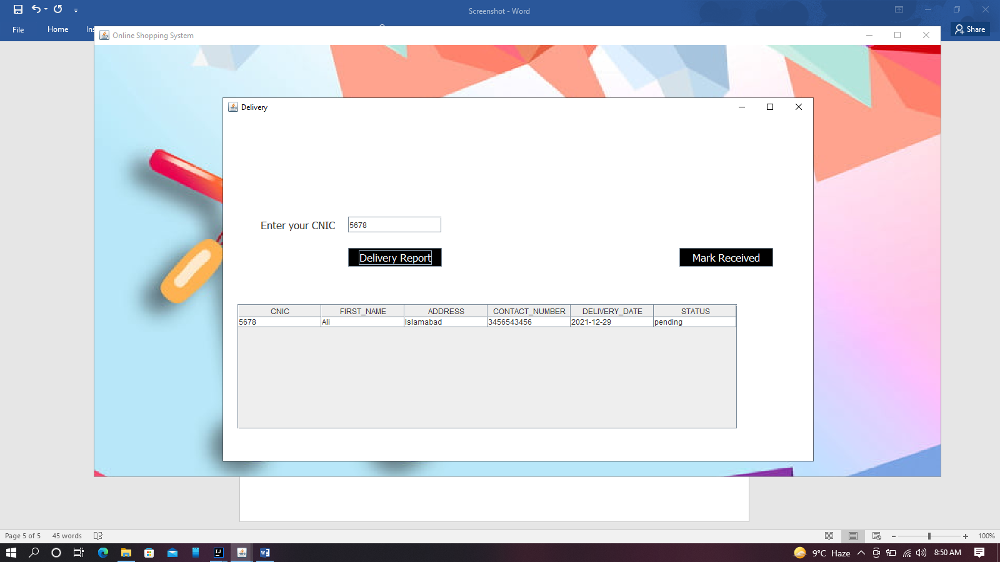 Screenshot - Word
File Home Ins Share
Online Shopping System
Delivery
Enter your CNIC 5678
Delivery Report Mark Received
CNIC FIRST_NAME ADDRESS CONTACT_NUMBER DELIVERY_DATE STATUS
5678 Ali Islamabad 3456543456 2021-12-29 pending
Page 5 of 5 45 words 100%
9°C Haze 8:50 AM